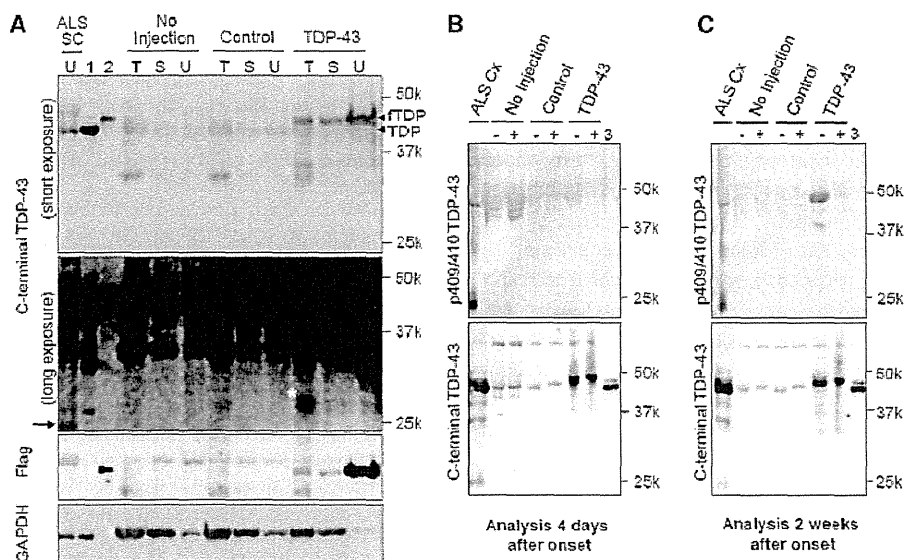 A
ALS SC
No Injection
Control
TDP-43
U 1 2 T S U T S U T S U
C-terminal TDP-43
(short exposure)
50k
fTDP
TDP
37k
25k
(long exposure)
50k
37k
25k
Flag
GAPDH
B
ALS Cx
No Injection
Control
TDP-43
- + - + - + 3
p409/410 TDP-43
50k
37k
25k
C-terminal TDP-43
50k
37k
25k
Analysis 4 days
after onset
C
ALS Cx
No Injection
Control
TDP-43
- + - + - + 3
p409/410 TDP-43
50k
37k
25k
C-terminal TDP-43
50k
37k
25k
Analysis 2 weeks
after onset